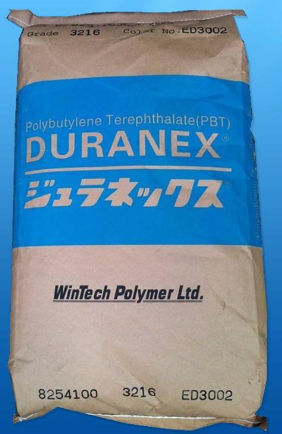 Grade 3216 Color No. ED3002
Polybutylene Terephthalate(PBT)
DURANEX®
ジュラネックス
WinTech Polymer Ltd.
8254100 3216 ED3002